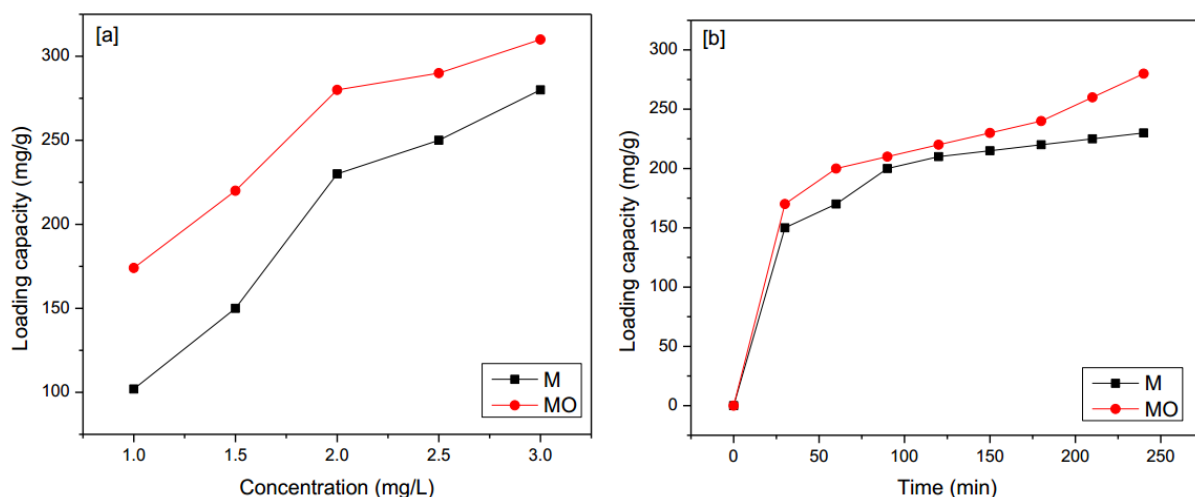 [a]
Loading capacity (mg/g)
300
250
200
150
100
M
MO
1.0 1.5 2.0 2.5 3.0
Concentration (mg/L)
[b]
Loading capacity (mg/g)
300
250
200
150
100
50
0
M
MO
0 50 100 150 200 250
Time (min)